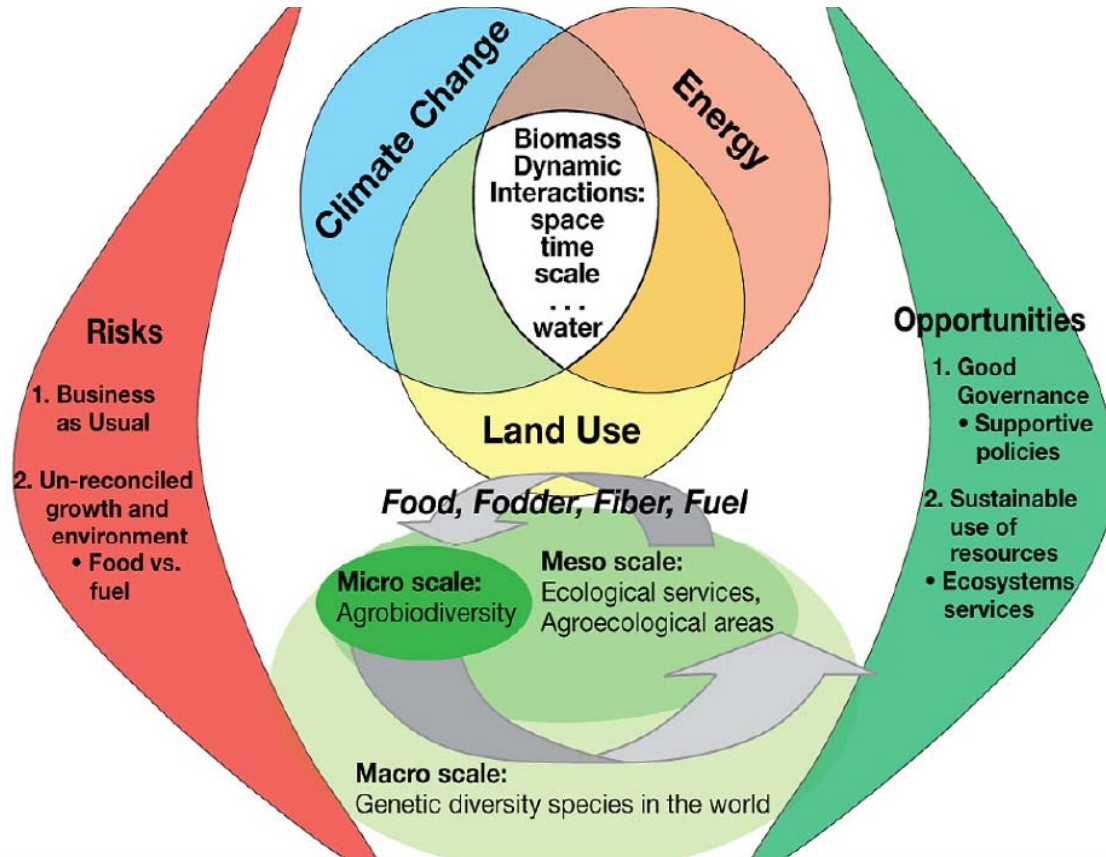 Climate Change
Energy
Biomass
Dynamic
Interactions:
space
time
scale
. . .
water
Land Use
Risks
1. Business
as Usual
2. Un-reconciled
growth and
environment
• Food vs.
fuel
Opportunities
1. Good
Governance
• Supportive
policies
2. Sustainable
use of
resources
• Ecosystems
services
Food, Fodder, Fiber, Fuel
Micro scale:
Agrobiodiversity
Meso scale:
Ecological services,
Agroecological areas
Macro scale:
Genetic diversity species in the world